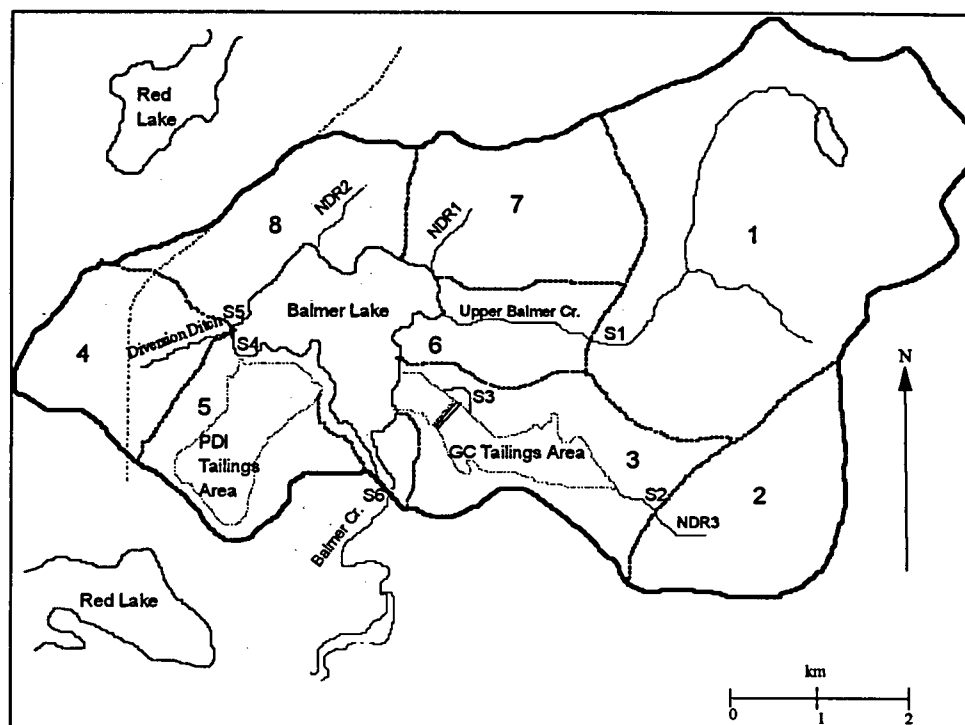 Red
Lake
NDR2
8
NDR1
7
1
Balmer Lake
Upper Balmer Cr.
S1
S5
Diversion Ditch
S4
4
6
N
S3
5
PDI
Tailings
Area
GC Tailings Area
3
S2
2
S6
NDR3
Balmer Cr.
Red Lake
km
0
1
2